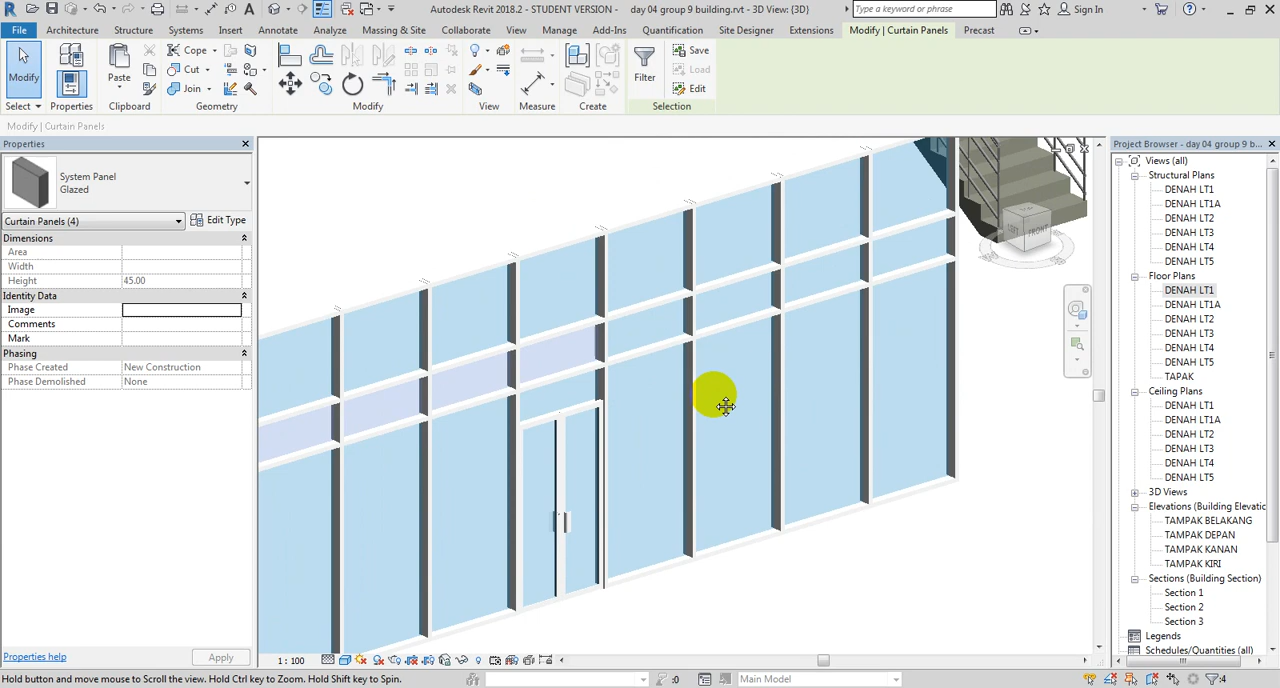 Autodesk Revit 2018.2 - STUDENT VERSION - day 04 group 9 building.rvt - 3D View: {3D}
Type a keyword or phrase
Sign In
File Architecture Structure Systems Insert Annotate Analyze Massing & Site Collaborate View Manage Add-Ins Quantification Site Designer Extensions Modify | Curtain Panels Precast
Modify
Paste
Cope
Cut
Join
Filter
Save
Load
Edit
Select Properties Clipboard Geometry Modify View Measure Create Selection
Modify | Curtain Panels
Properties
System Panel
Glazed
Curtain Panels (4)
Edit Type
Dimensions
Area
Width
Height 45.00
Identity Data
Image
Comments
Mark
Phasing
Phase Created New Construction
Phase Demolished None
Properties help
Apply
LEFT FRONT
Project Browser - day 04 group 9 b...
Views (all)
Structural Plans
DENAH LT1
DENAH LT1A
DENAH LT2
DENAH LT3
DENAH LT4
DENAH LT5
Floor Plans
DENAH LT1
DENAH LT1A
DENAH LT2
DENAH LT3
DENAH LT4
DENAH LT5
TAPAK
Ceiling Plans
DENAH LT1
DENAH LT1A
DENAH LT2
DENAH LT3
DENAH LT4
DENAH LT5
3D Views
Elevations (Building Elevatic
TAMPAK BELAKANG
TAMPAK DEPAN
TAMPAK KANAN
TAMPAK KIRI
Sections (Building Section)
Section 1
Section 2
Section 3
Legends
Schedules/Quantities (all)
1 : 100
Hold button and move mouse to Scroll the view. Hold Ctrl key to Zoom. Hold Shift key to Spin.
:0
Main Model
:4